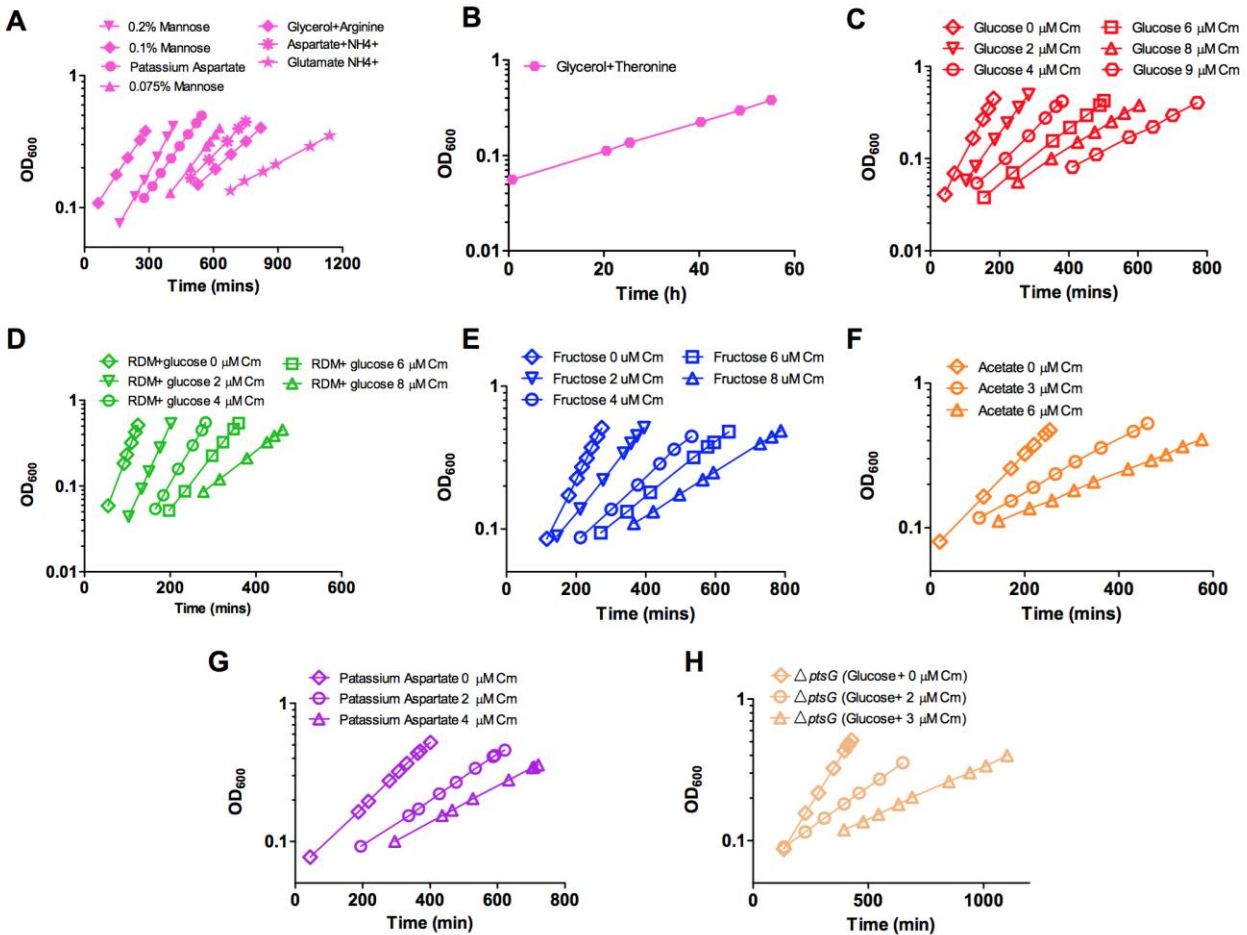 A
0.2% Mannose
0.1% Mannose
Patassium Aspartate
0.075% Mannose
Glycerol+Arginine
Aspartate+NH4+
Glutamate NH4+
OD600
1
0.1
0 300 600 900 1200
Time (mins)
B
Glycerol+Theronine
OD600
1
0.1
0.01
0 20 40 60
Time (h)
C
Glucose 0 μM Cm
Glucose 2 μM Cm
Glucose 4 μM Cm
Glucose 6 μM Cm
Glucose 8 μM Cm
Glucose 9 μM Cm
OD600
1
0.1
0.01
0 200 400 600 800
Time (mins)
D
RDM+glucose 0 μM Cm
RDM+ glucose 2 μM Cm
RDM+ glucose 4 μM Cm
RDM+ glucose 6 μM Cm
RDM+ glucose 8 μM Cm
OD600
1
0.1
0.01
0 200 400 600
Time (mins)
E
Fructose 0 uM Cm
Fructose 2 uM Cm
Fructose 4 uM Cm
Fructose 6 uM Cm
Fructose 8 uM Cm
OD600
1
0.1
0 200 400 600 800
Time (mins)
F
Acetate 0 μM Cm
Acetate 3 μM Cm
Acetate 6 μM Cm
OD600
1
0.1
0 200 400 600
Time (mins)
G
Patassium Aspartate 0 μM Cm
Patassium Aspartate 2 μM Cm
Patassium Aspartate 4 μM Cm
OD600
1
0.1
0 200 400 600 800
Time (min)
H
△ptsG (Glucose+ 0 μM Cm)
△ptsG (Glucose+ 2 μM Cm)
△ptsG (Glucose+ 3 μM Cm)
OD600
1
0.1
0 500 1000
Time (min)